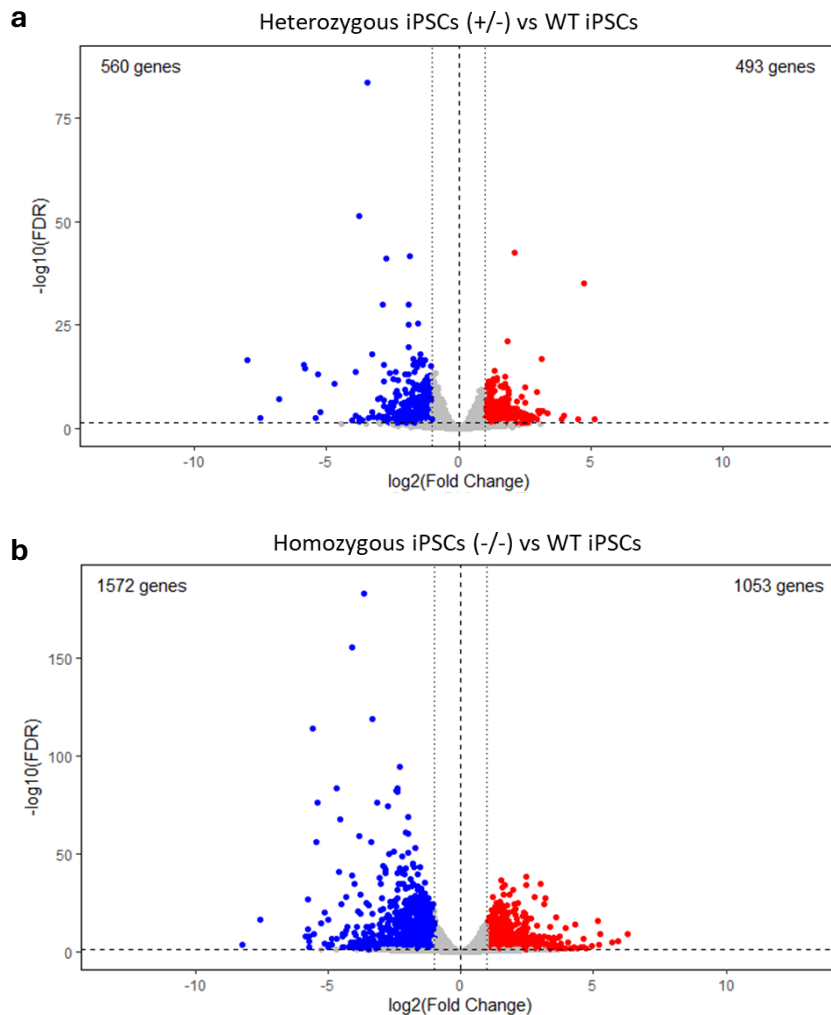 a
Heterozygous iPSCs (+/-) vs WT iPSCs
560 genes
493 genes
75
50
25
0
-log10(FDR)
-10
-5
0
5
10
log2(Fold Change)
b
Homozygous iPSCs (-/-) vs WT iPSCs
1572 genes
1053 genes
150
100
50
0
-log10(FDR)
-10
-5
0
5
10
log2(Fold Change)